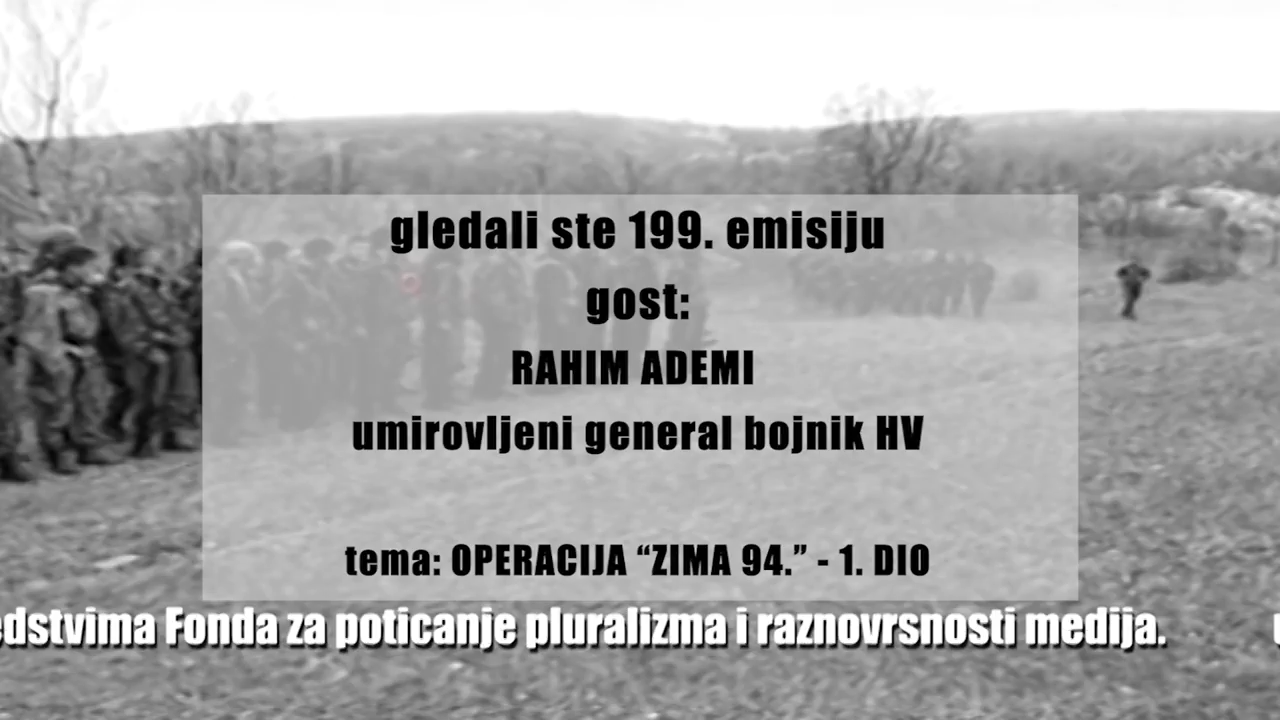 gledali ste 199. emisiju
gost:
RAHIM ADEMI
umirovljeni general bojnik HV
tema: OPERACIJA “ZIMA 94.” - 1. DIO
Fonda za poticanje pluralizma i raznovrsnosti medija.